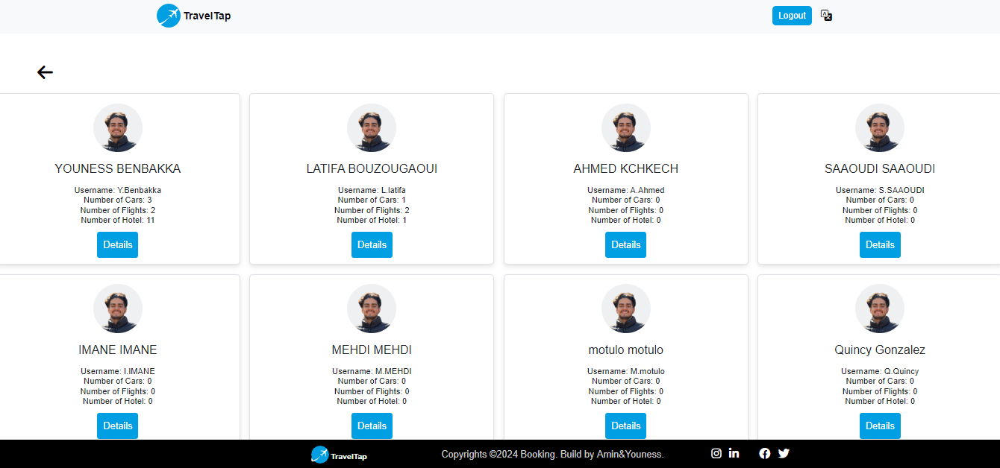 TravelTap
Logout
YOUNESS BENBAKKA
Username: Y.Benbakka
Number of Cars: 3
Number of Flights: 2
Number of Hotel: 11
Details
LATIFA BOUZOUGAOUI
Username: L.latifa
Number of Cars: 1
Number of Flights: 2
Number of Hotel: 1
Details
AHMED KCHKECH
Username: A.Ahmed
Number of Cars: 0
Number of Flights: 0
Number of Hotel: 0
Details
SAAOUDI SAAOUDI
Username: S.SAAOUDI
Number of Cars: 0
Number of Flights: 0
Number of Hotel: 0
Details
IMANE IMANE
Username: I.IMANE
Number of Cars: 0
Number of Flights: 0
Number of Hotel: 0
Details
MEHDI MEHDI
Username: M.MEHDI
Number of Cars: 0
Number of Flights: 0
Number of Hotel: 0
Details
motulo motulo
Username: M.motulo
Number of Cars: 0
Number of Flights: 0
Number of Hotel: 0
Details
Quincy Gonzalez
Username: Q.Quincy
Number of Cars: 0
Number of Flights: 0
Number of Hotel: 0
Details
TravelTap
Copyrights ©2024 Booking. Build by Amin&Youness.